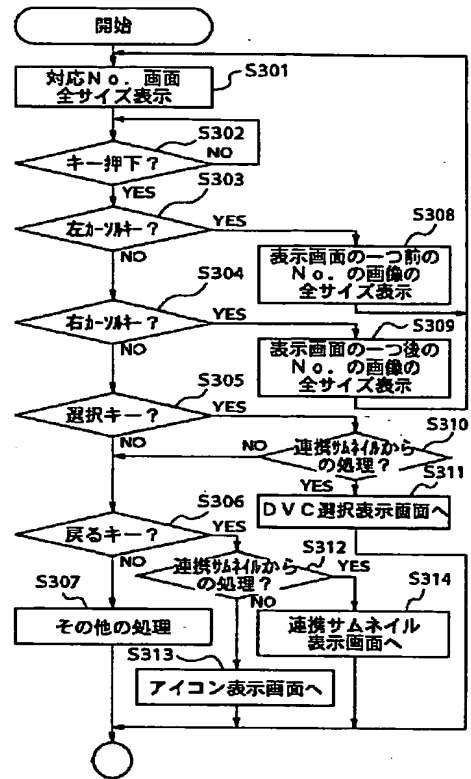 開始
対応No.画面
全サイズ表示
S301
S302
キー押下?
NO
YES
S303
左ｶｰｿﾙｷｰ?
YES
NO
S308
表示画面の一つ前の
No.の画像の
全サイズ表示
S304
右ｶｰｿﾙｷｰ?
YES
NO
S309
表示画面の一つ後の
No.の画像の
全サイズ表示
S305
選択キー?
YES
NO
S310
連携ｻﾑﾈｲﾙから
の処理?
NO
YES
S311
DVC選択表示画面へ
S306
戻るキー?
YES
NO
S312
連携ｻﾑﾈｲﾙから
の処理?
YES
NO
S307
その他の処理
S314
連携サムネイル
表示画面へ
S313
アイコン表示画面へ